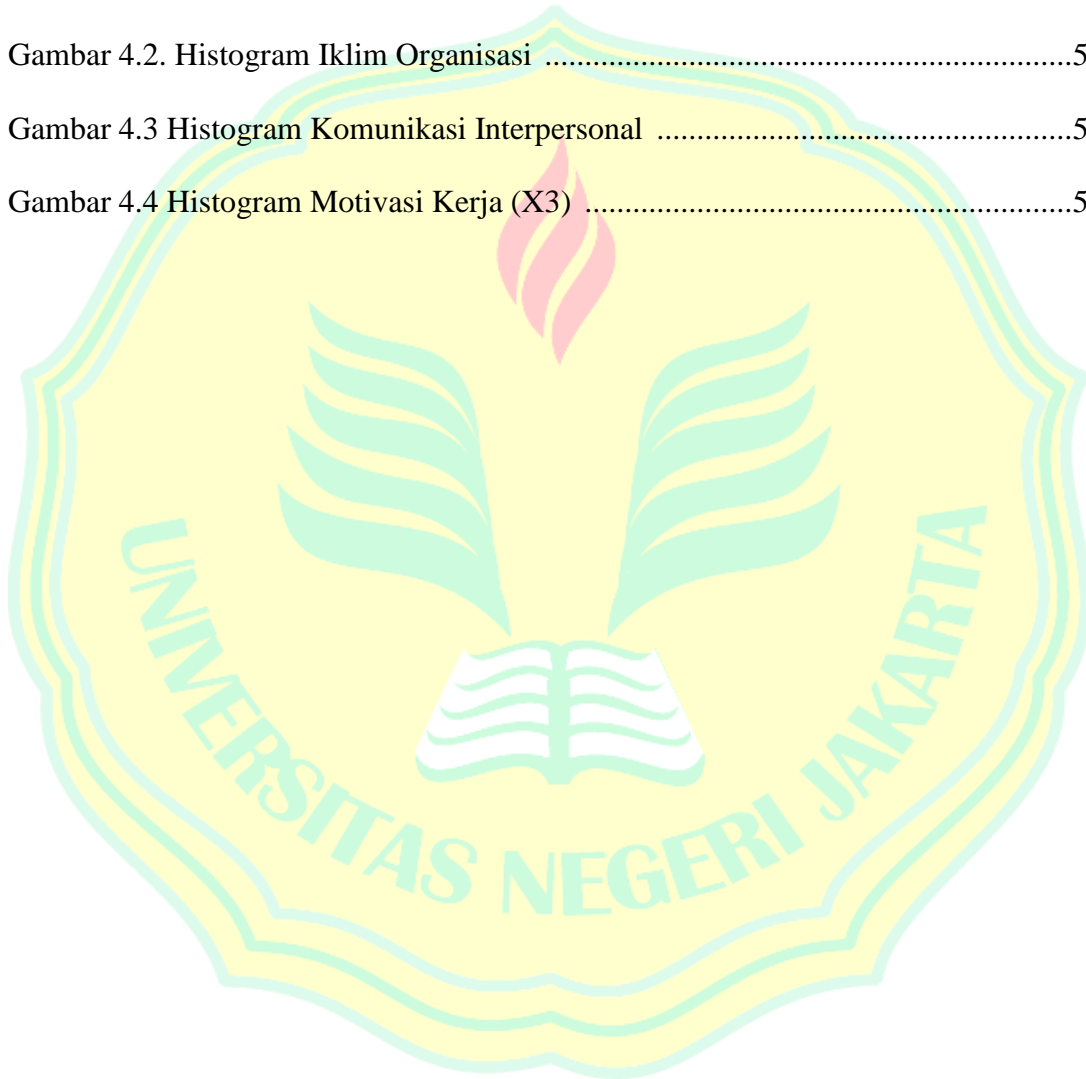 Gambar 4.2. Histogram Iklim Organisasi ..................................................................5
Gambar 4.3 Histogram Komunikasi Interpersonal ....................................................5
Gambar 4.4 Histogram Motivasi Kerja (X3) .............................................................5
UNIVERSITAS NEGERI JAKARTA